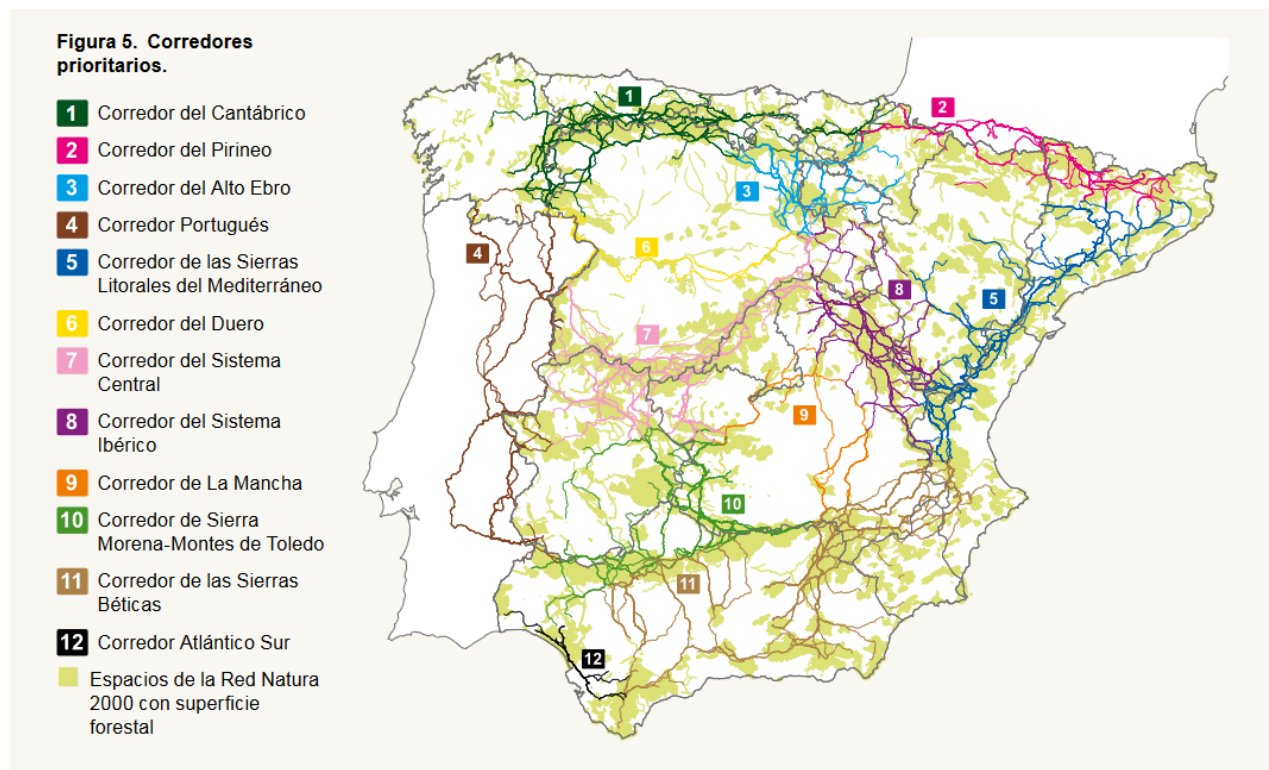 Figura 5. Corredores
prioritarios.
1 Corredor del Cantábrico
2 Corredor del Pirineo
3 Corredor del Alto Ebro
4 Corredor Portugués
5 Corredor de las Sierras
Litorales del Mediterráneo
6 Corredor del Duero
7 Corredor del Sistema
Central
8 Corredor del Sistema
Ibérico
9 Corredor de La Mancha
10 Corredor de Sierra
Morena-Montes de Toledo
11 Corredor de las Sierras
Béticas
12 Corredor Atlántico Sur
Espacios de la Red Natura
2000 con superficie
forestal
1
2
3
4
6
8
5
7
9
10
11
12